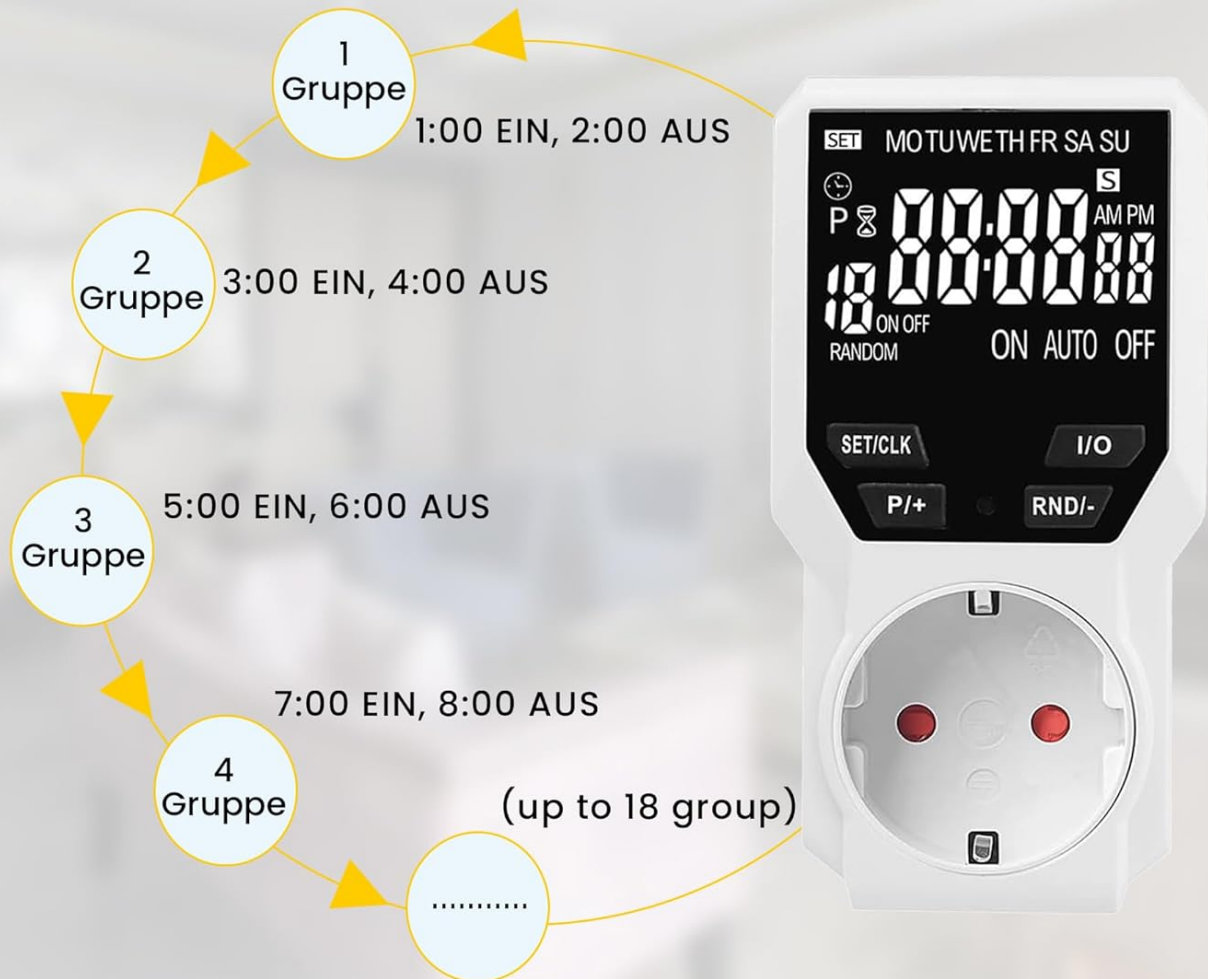 1
Gruppe
1:00 EIN, 2:00 AUS
2
Gruppe
3:00 EIN, 4:00 AUS
3
Gruppe
5:00 EIN, 6:00 AUS
4
Gruppe
7:00 EIN, 8:00 AUS
...........
(up to 18 group)
SET MO TU WE TH FR SA SU
S
P 88:88 AM PM
88
18 ON OFF
RANDOM ON AUTO OFF
SET/CLK I/O
P/+ RND/-